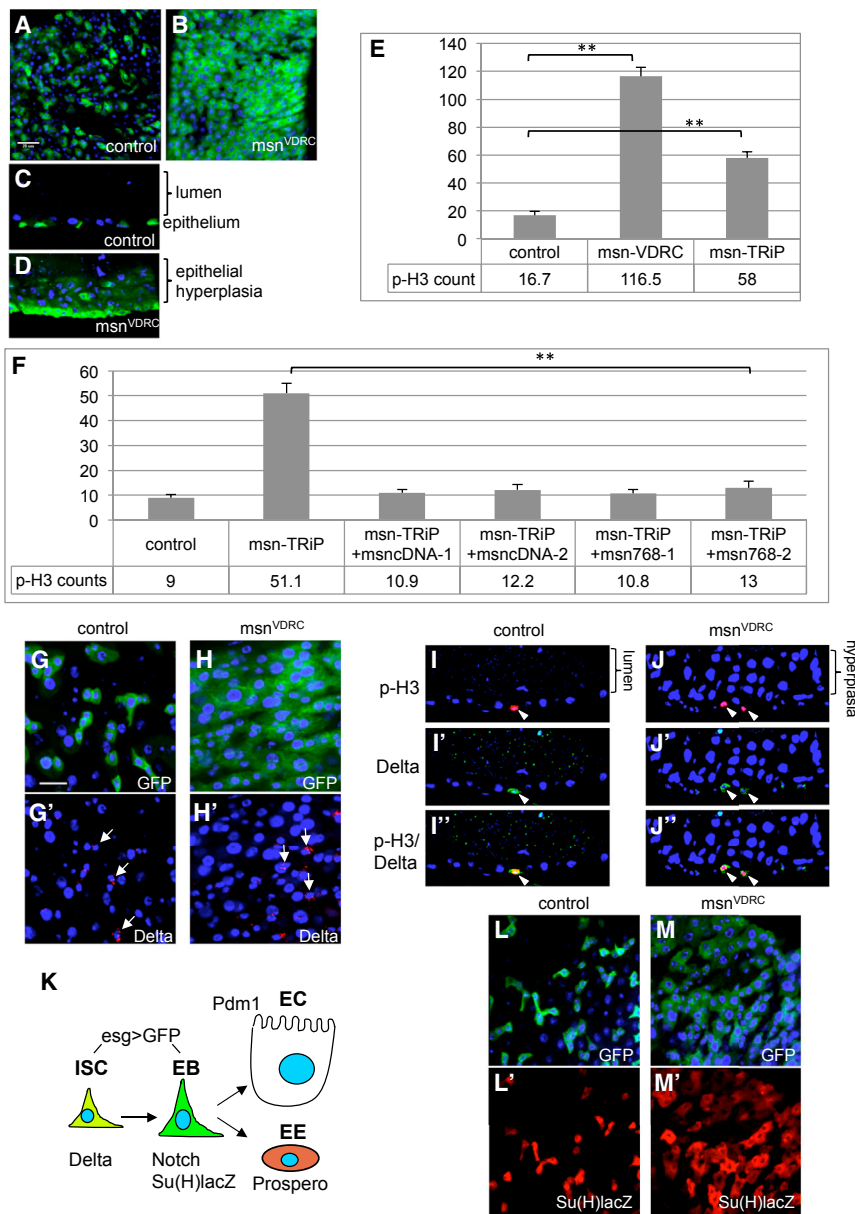 A
control
B
msnVDRC
C
lumen
epithelium
control
D
epithelial
hyperplasia
msnVDRC
E
140
120
100
80
60
40
20
0
**
**
control msn-VDRC msn-TRiP
p-H3 count 16.7 116.5 58
F
60
50
40
30
20
10
0
**
control msn-TRiP msn-TRiP +msncDNA-1 msn-TRiP +msncDNA-2 msn-TRiP +msn768-1 msn-TRiP +msn768-2
p-H3 counts 9 51.1 10.9 12.2 10.8 13
control msnVDRC
G
GFP
H
GFP
G'
Delta
H'
Delta
control msnVDRC
p-H3
I
lumen
J
hyperplasia
Delta
I'
J'
p-H3/
Delta
I''
J''
K
Pdm1 EC
esg>GFP
ISC EB
EE
Delta Notch
Su(H)lacZ
Prospero
control msnVDRC
L
GFP
M
GFP
L'
Su(H)lacZ
M'
Su(H)lacZ